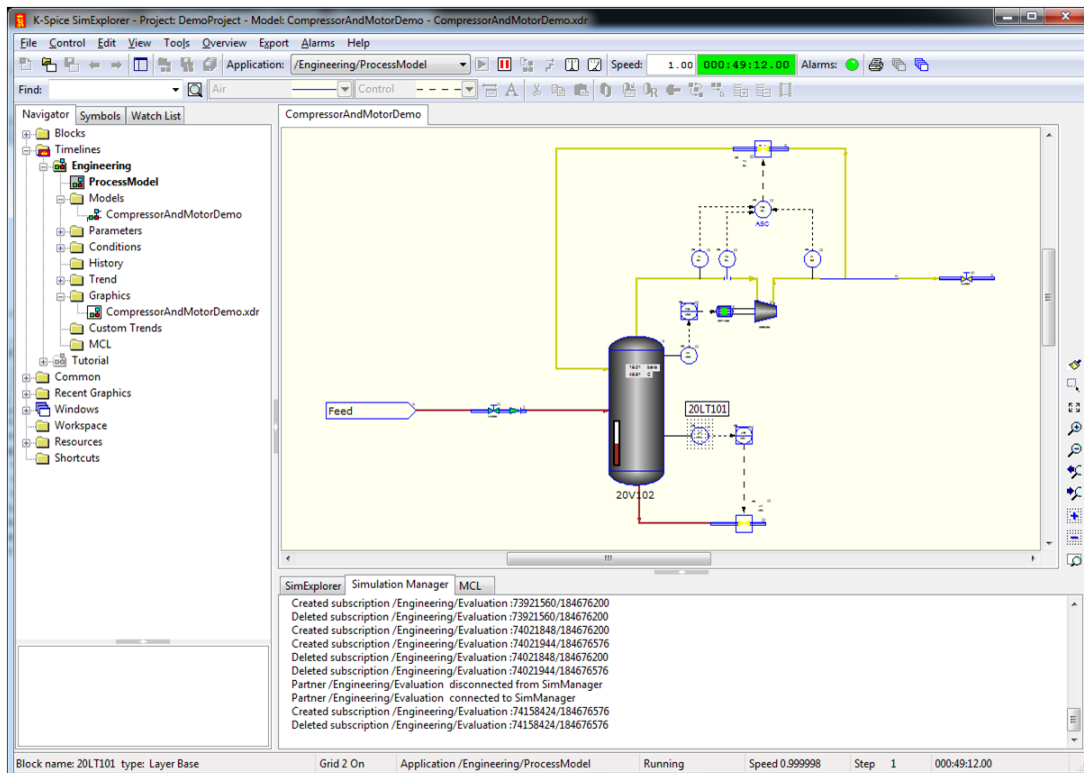 K-Spice SimExplorer - Project: DemoProject - Model: CompressorAndMotorDemo - CompressorAndMotorDemo.xdr
File Control Edit View Tools Overview Export Alarms Help
Application: /Engineering/ProcessModel Speed: 1.00 000:49:12.00 Alarms:
Find: Air Control
Navigator Symbols Watch List
Blocks
Timelines
Engineering
ProcessModel
Models
CompressorAndMotorDemo
Parameters
Conditions
History
Trend
Graphics
CompressorAndMotorDemo.xdr
Custom Trends
MCL
Tutorial
Common
Recent Graphics
Windows
Workspace
Resources
Shortcuts
CompressorAndMotorDemo
ASC
Feed
20LT101
20V102
SimExplorer Simulation Manager MCL
Created subscription /Engineering/Evaluation :73921560/184676200
Deleted subscription /Engineering/Evaluation :73921560/184676200
Created subscription /Engineering/Evaluation :74021848/184676200
Created subscription /Engineering/Evaluation :74021944/184676576
Deleted subscription /Engineering/Evaluation :74021848/184676200
Deleted subscription /Engineering/Evaluation :74021944/184676576
Partner /Engineering/Evaluation disconnected from SimManager
Partner /Engineering/Evaluation connected to SimManager
Created subscription /Engineering/Evaluation :74158424/184676576
Deleted subscription /Engineering/Evaluation :74158424/184676576
Block name: 20LT101 type: Layer Base Grid 2 On Application /Engineering/ProcessModel Running Speed 0.999998 Step 1 000:49:12.00